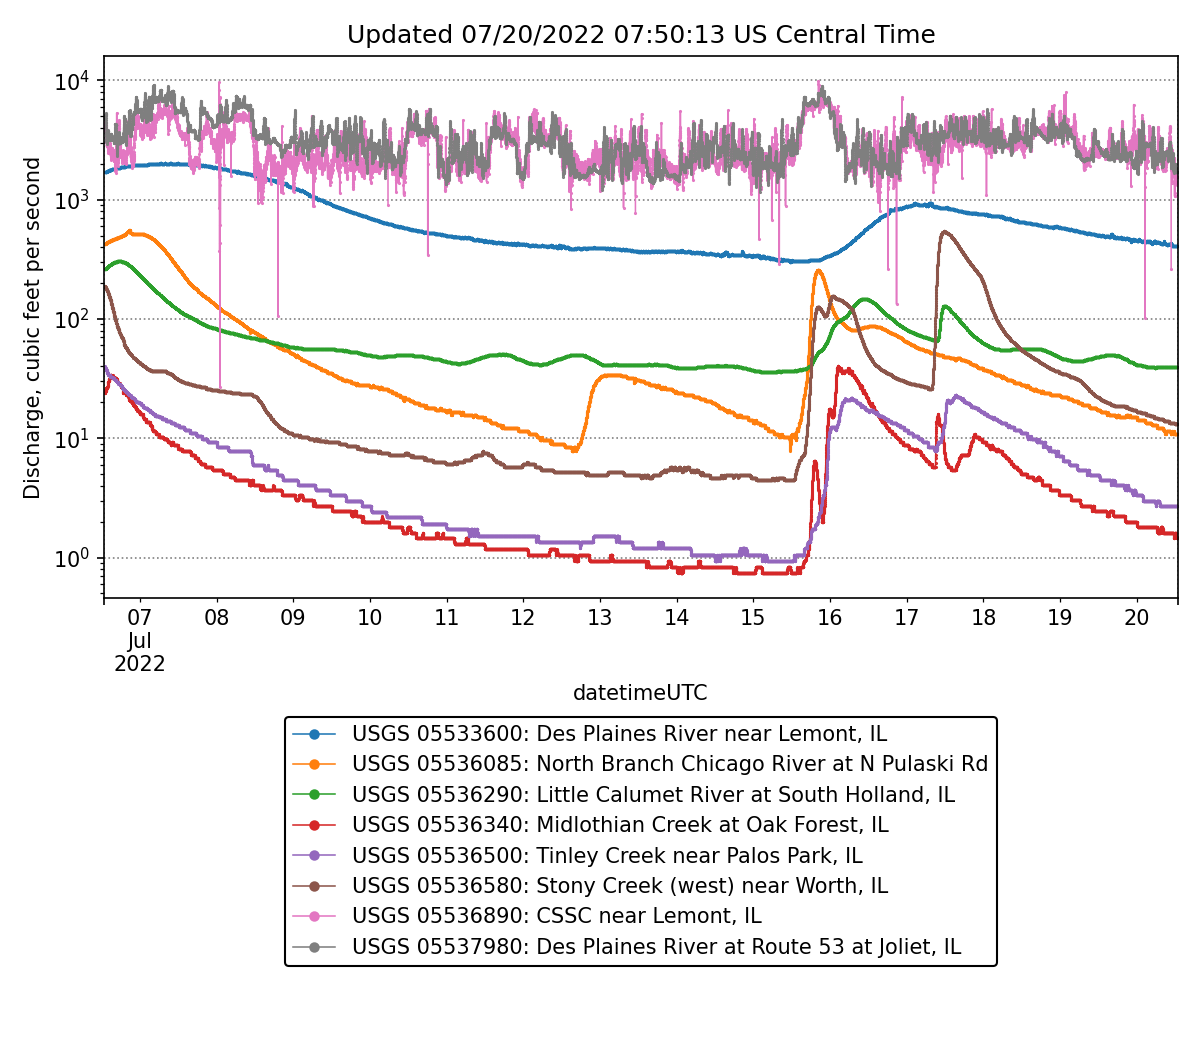 Updated 07/20/2022 07:50:13 US Central Time
Discharge, cubic feet per second
10⁴
10³
10²
10¹
10⁰
07 08 09 10 11 12 13 14 15 16 17 18 19 20
Jul
2022
datetimeUTC
USGS 05533600: Des Plaines River near Lemont, IL
USGS 05536085: North Branch Chicago River at N Pulaski Rd
USGS 05536290: Little Calumet River at South Holland, IL
USGS 05536340: Midlothian Creek at Oak Forest, IL
USGS 05536500: Tinley Creek near Palos Park, IL
USGS 05536580: Stony Creek (west) near Worth, IL
USGS 05536890: CSSC near Lemont, IL
USGS 05537980: Des Plaines River at Route 53 at Joliet, IL